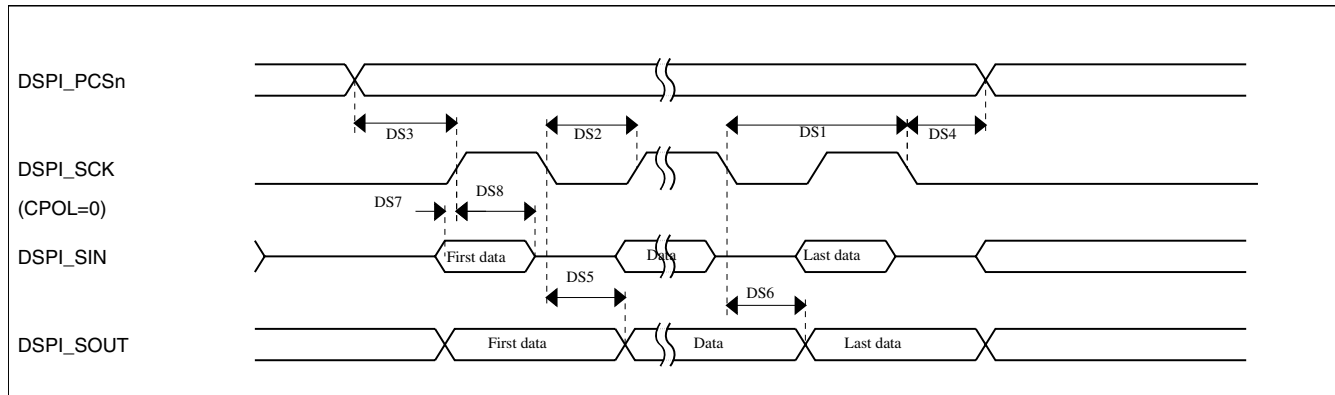 DSPI_PCSn
DS3
DS2
DS1
DS4
DSPI_SCK
(CPOL=0)
DS7
DS8
DSPI_SIN
First data
Data
Last data
DS5
DS6
DSPI_SOUT
First data
Data
Last data